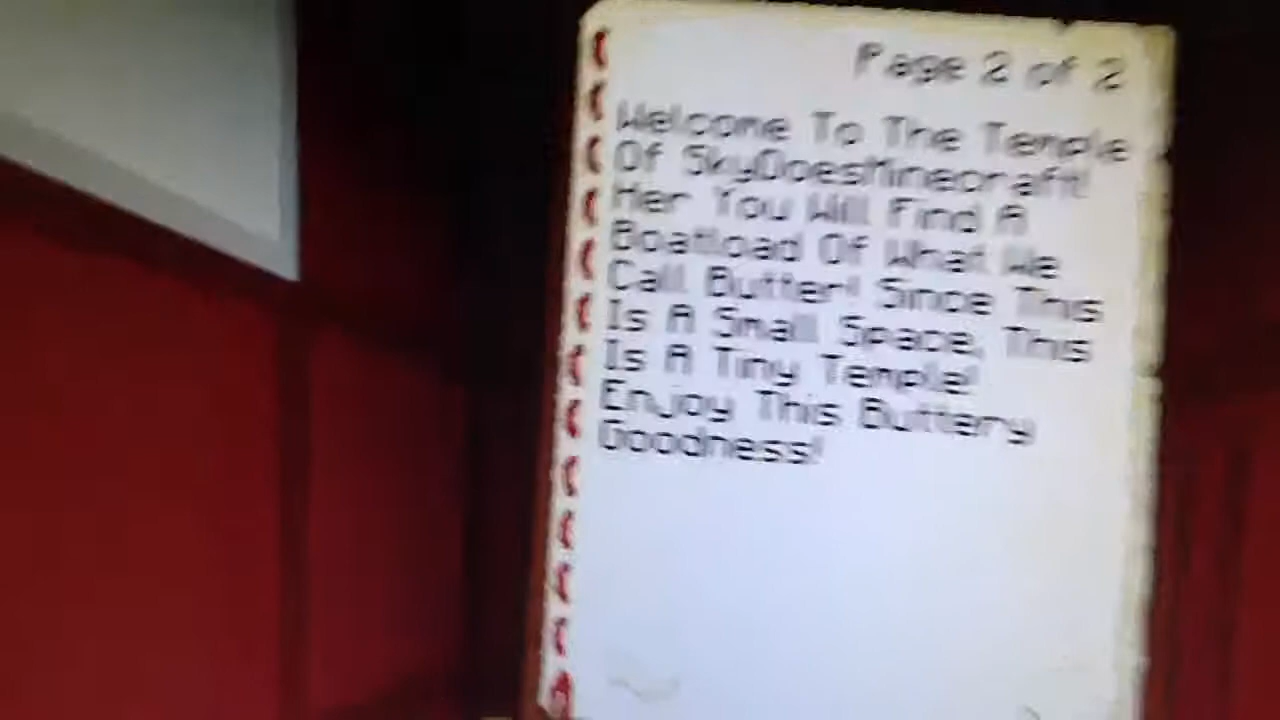 Page 2 of 2
Welcome To The Temple
Of SkyDoesMinecraft!
Her You Will Find A
Boatload Of What We
Call Butter! Since This
Is A Small Space, This
Is A Tiny Temple!
Enjoy This Buttery
Goodness!